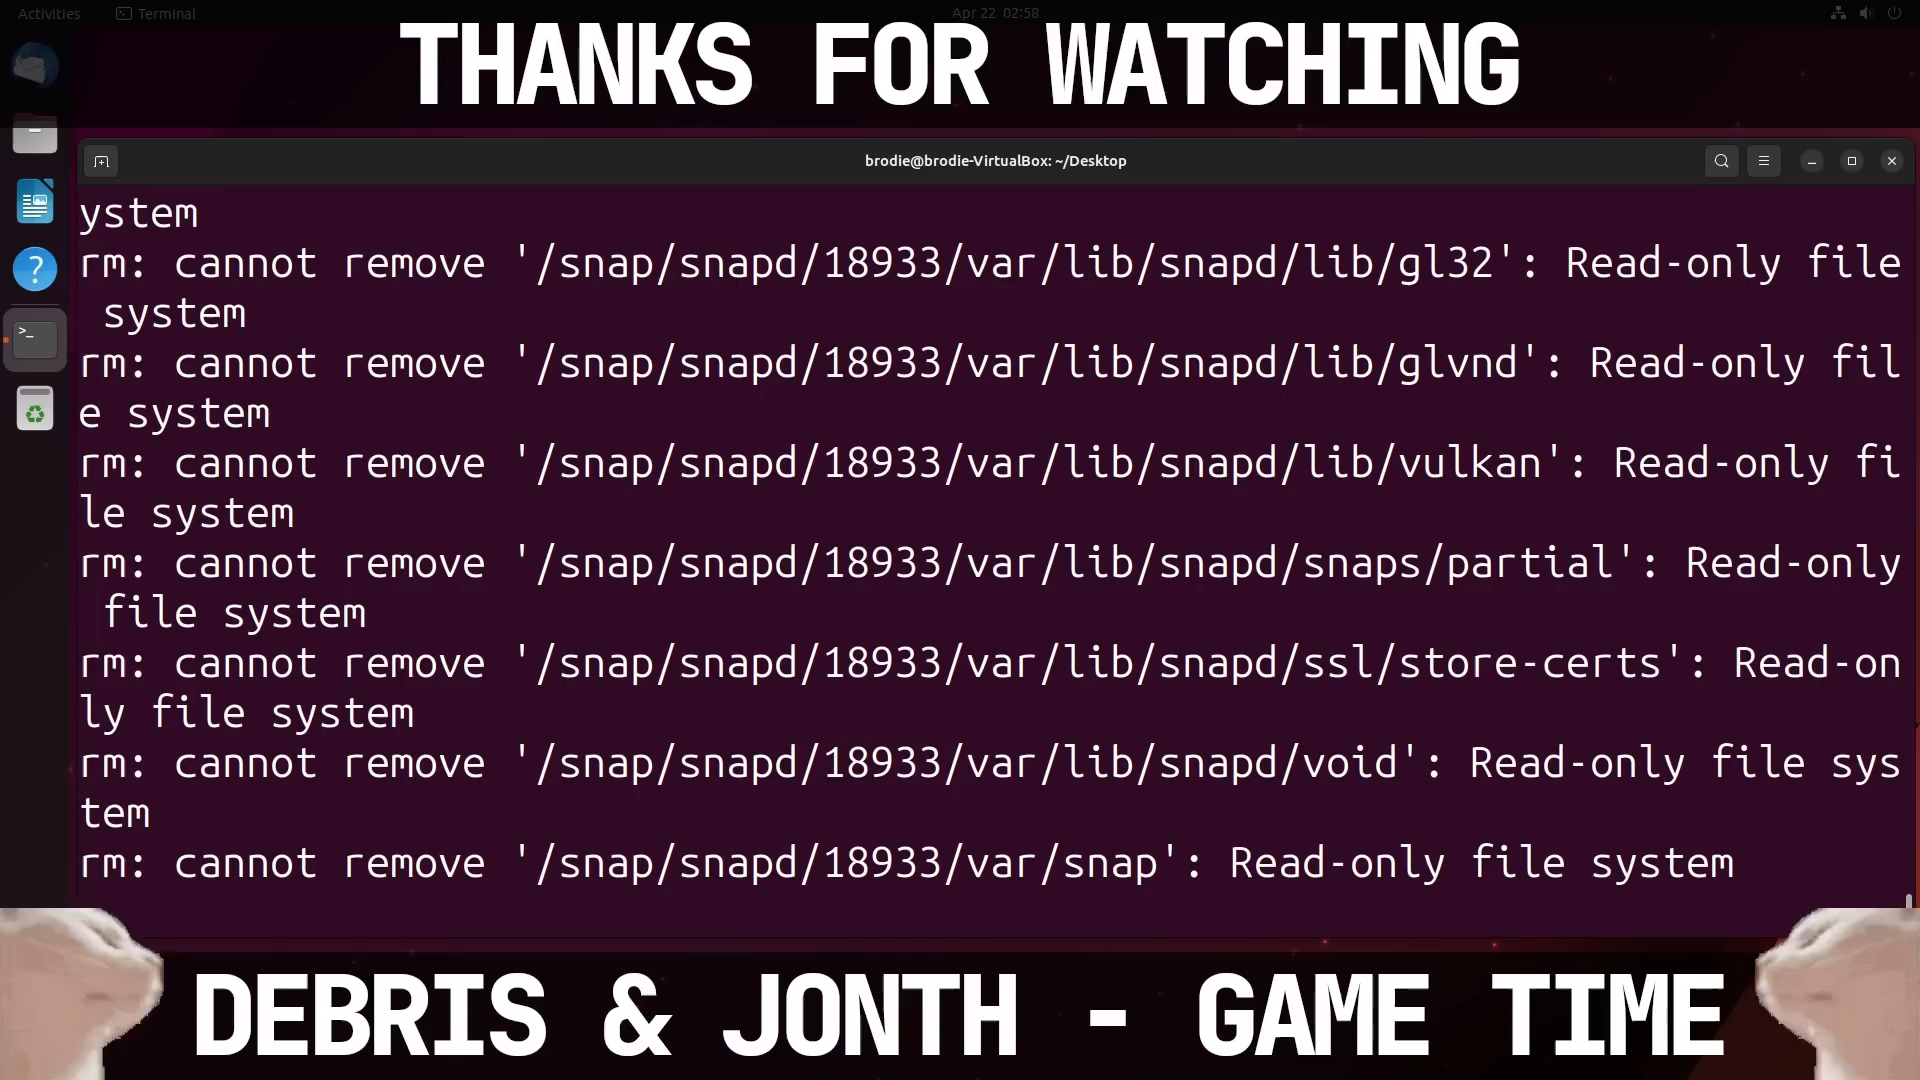 Activities
Terminal
Apr 22 02:58
THANKS FOR WATCHING
brodie@brodie-VirtualBox: ~/Desktop
ystem
rm: cannot remove '/snap/snapd/18933/var/lib/snapd/lib/gl32': Read-only file
 system
rm: cannot remove '/snap/snapd/18933/var/lib/snapd/lib/glvnd': Read-only fil
e system
rm: cannot remove '/snap/snapd/18933/var/lib/snapd/lib/vulkan': Read-only fi
le system
rm: cannot remove '/snap/snapd/18933/var/lib/snapd/snaps/partial': Read-only
 file system
rm: cannot remove '/snap/snapd/18933/var/lib/snapd/ssl/store-certs': Read-on
ly file system
rm: cannot remove '/snap/snapd/18933/var/lib/snapd/void': Read-only file sys
tem
rm: cannot remove '/snap/snapd/18933/var/snap': Read-only file system
DEBRIS & JONTH - GAME TIME